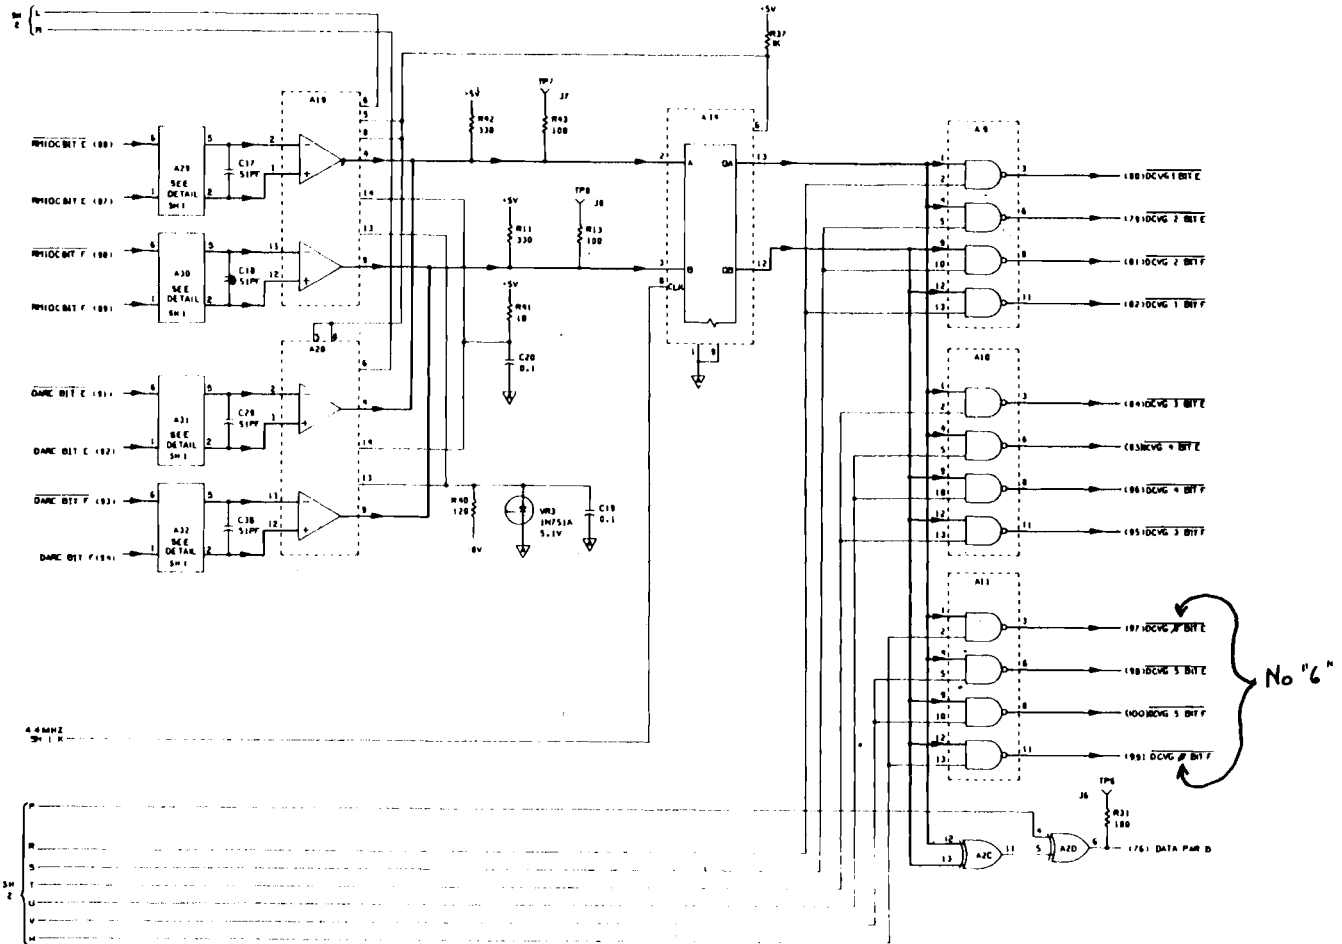 SH 2
L
M
+5V
R37
1K
A19
RMIOC BIT E (88)
RMIOC BIT E (87)
A29
SEE
DETAIL
SH 1
C17
51PF
RMIOC BIT F (90)
RMIOC BIT F (89)
A30
SEE
DETAIL
SH 1
C18
51PF
+5V
R42
330
TP7
J7
R43
100
+5V
R11
330
TP8
J8
R13
100
+5V
R41
10
C20
0.1
A14
A
QA
B
QB
CLK
A20
DARC BIT E (91)
DARC BIT E (92)
A31
SEE
DETAIL
SH 1
C29
51PF
DARC BIT F (93)
DARC BIT F (94)
A32
SEE
DETAIL
SH 1
C30
51PF
R40
120
-8V
VR3
1N751A
5.1V
C19
0.1
A9
(80) DCVG 1 BIT E
(79) DCVG 2 BIT E
(81) DCVG 2 BIT F
(82) DCVG 1 BIT F
A10
(84) DCVG 3 BIT E
(83) DCVG 4 BIT E
(86) DCVG 4 BIT F
(85) DCVG 3 BIT F
A11
(97) DCVG BIT E
(98) DCVG 5 BIT E
(100) DCVG 5 BIT F
(99) DCVG BIT F
No "6"
4.4MHZ
SH 1 K
TP6
J6
R31
100
A2C
A2D
(76) DATA PAR B
SH 2
P
R
S
T
U
V